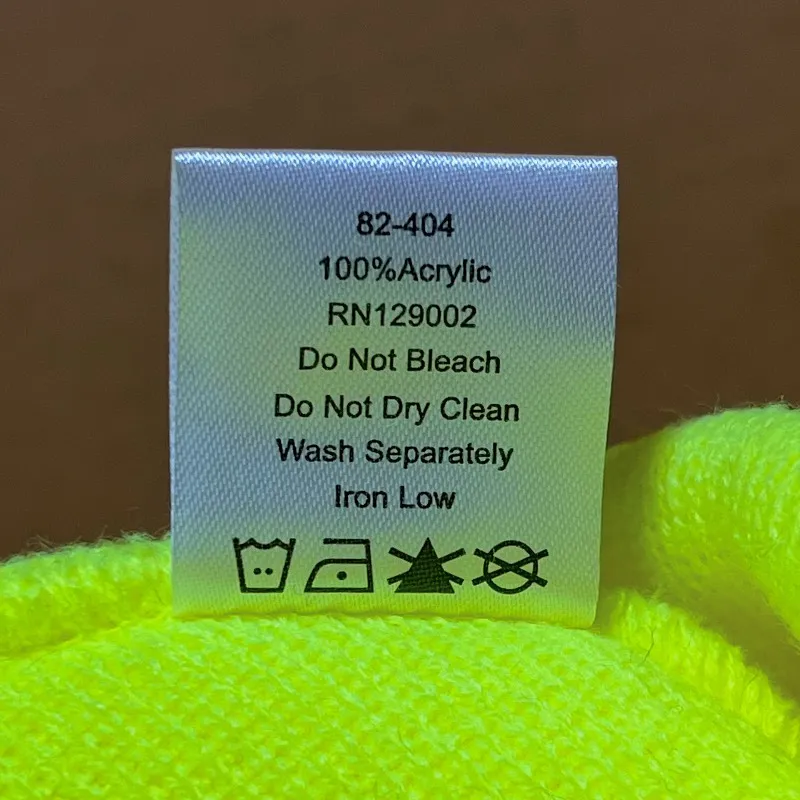 82-404
100%Acrylic
RN129002
Do Not Bleach
Do Not Dry Clean
Wash Separately
Iron Low